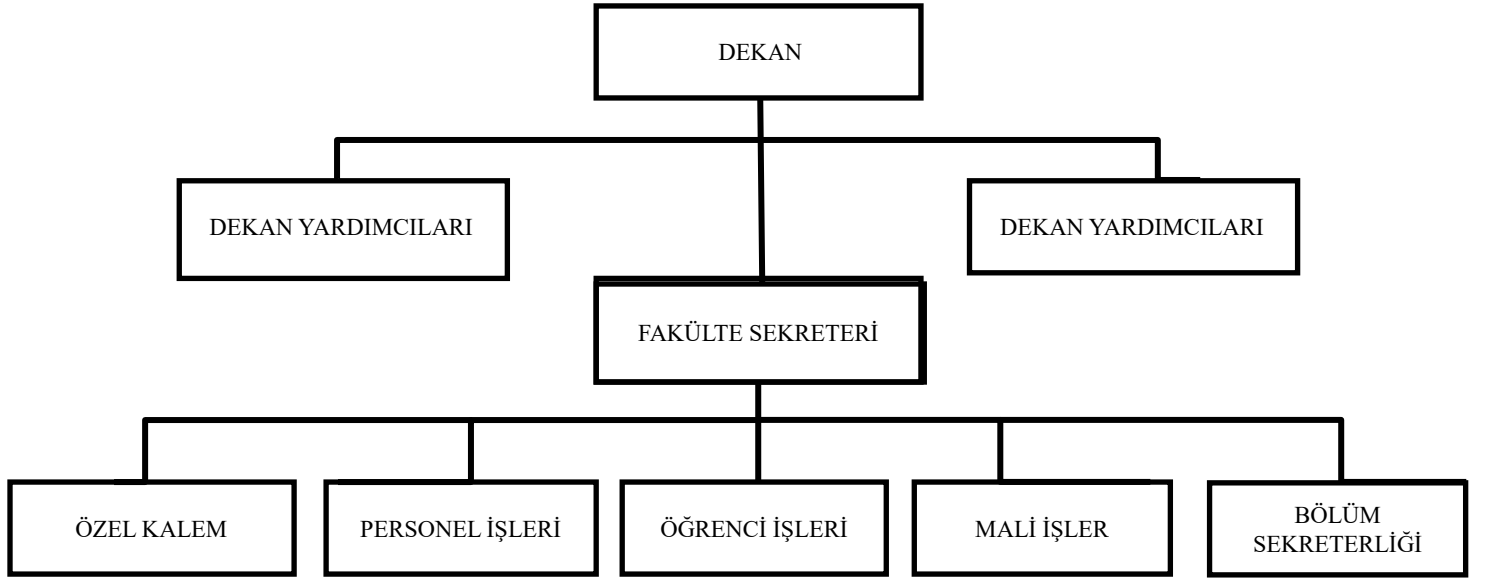 DEKAN
DEKAN YARDIMCILARI
DEKAN YARDIMCILARI
FAKÜLTE SEKRETERİ
ÖZEL KALEM
PERSONEL İŞLERİ
ÖĞRENCİ İŞLERİ
MALİ İŞLER
BÖLÜM
SEKRETERLİĞİ